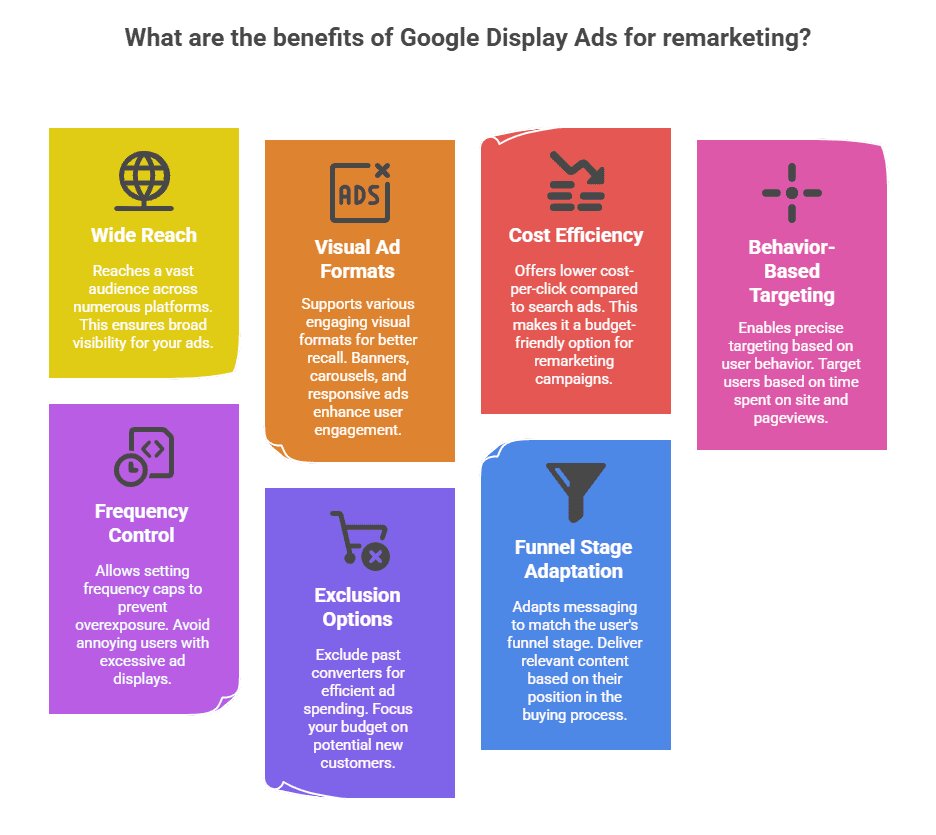 What are the benefits of Google Display Ads for remarketing?
Wide Reach
Reaches a vast
audience across
numerous platforms.
This ensures broad
visibility for your ads.
ADS
Visual Ad
Formats
Supports various
engaging visual
formats for better
recall. Banners,
carousels, and
responsive ads
enhance user
engagement.
Cost Efficiency
Offers lower cost-
per-click compared
to search ads. This
makes it a budget-
friendly option for
remarketing
campaigns.
Behavior-
Based
Targeting
Enables precise
targeting based on
user behavior. Target
users based on time
spent on site and
pageviews.
Frequency
Control
Allows setting
frequency caps to
prevent
overexposure. Avoid
annoying users with
excessive ad
displays.
Exclusion
Options
Exclude past
converters for
efficient ad
spending. Focus
your budget on
potential new
customers.
Funnel Stage
Adaptation
Adapts messaging
to match the user's
funnel stage. Deliver
relevant content
based on their
position in the
buying process.